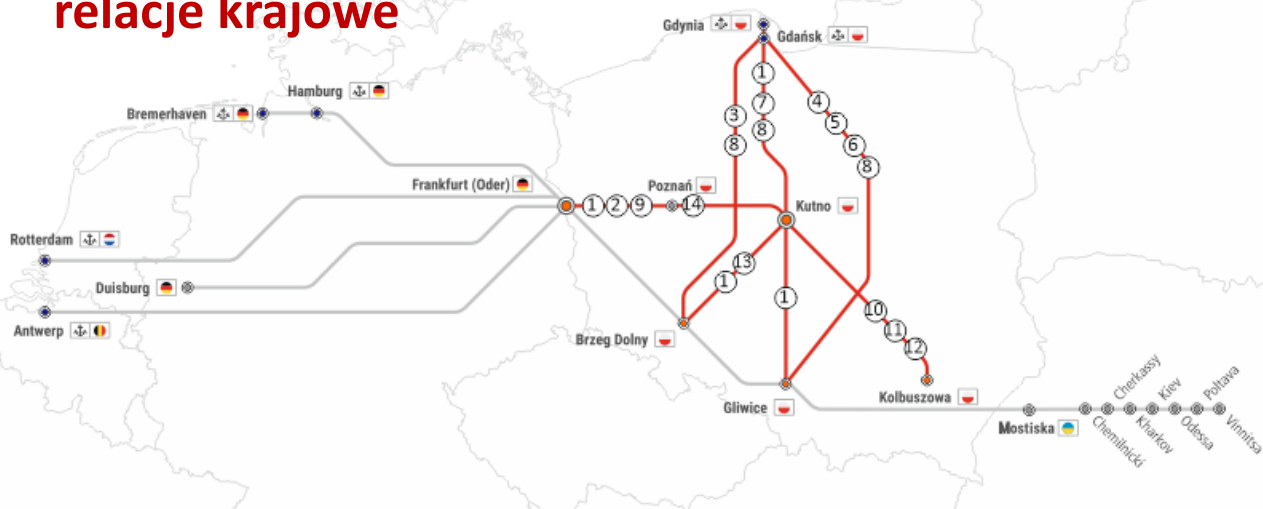 relacje krajowe
Gdynia
Gdańsk
Hamburg
Bremerhaven
1
7
8
3
8
4
5
6
8
Frankfurt (Oder)
Poznań
1 2 9 14
Kutno
Rotterdam
Duisburg
13
1
1
10
11
12
Antwerp
Brzeg Dolny
Gliwice
Kolbuszowa
Mostiska
Chemilnicki
Cherkassy
Kharkov
Kiev
Odessa
Poltava
Vinnitsa